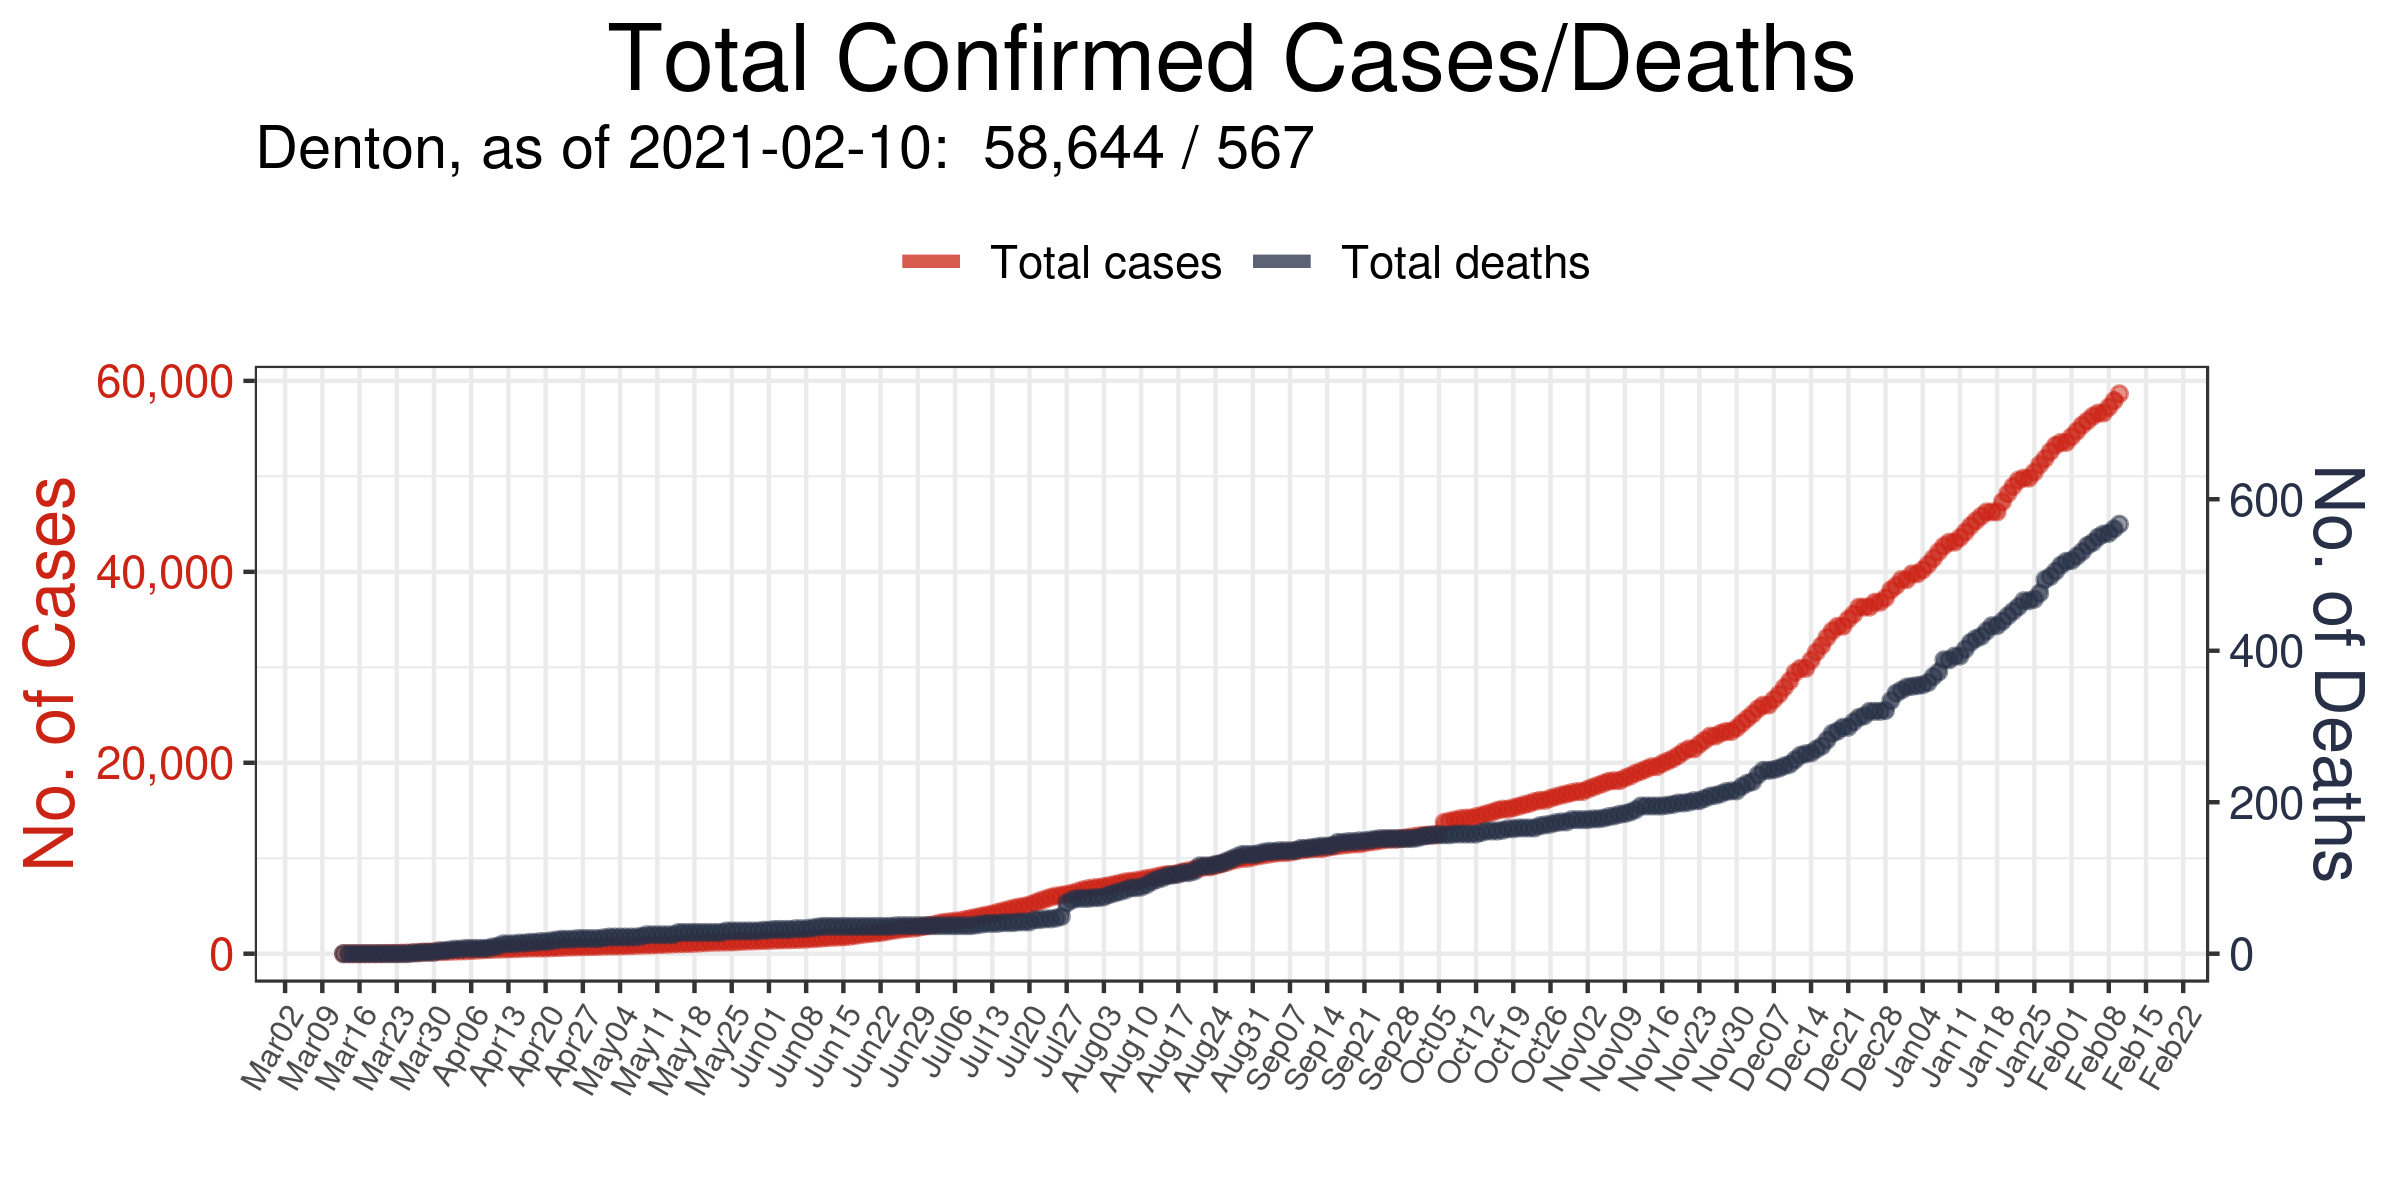 Total Confirmed Cases/Deaths
Denton, as of 2021-02-10:  58,644 / 567
Total cases
Total deaths
No. of Cases
60,000
40,000
20,000
0
600
400
200
0
No. of Deaths
Mar02
Mar09
Mar16
Mar23
Mar30
Apr06
Apr13
Apr20
Apr27
May04
May11
May18
May25
Jun01
Jun08
Jun15
Jun22
Jun29
Jul06
Jul13
Jul20
Jul27
Aug03
Aug10
Aug17
Aug24
Aug31
Sep07
Sep14
Sep21
Sep28
Oct05
Oct12
Oct19
Oct26
Nov02
Nov09
Nov16
Nov23
Nov30
Dec07
Dec14
Dec21
Dec28
Jan04
Jan11
Jan18
Jan25
Feb01
Feb08
Feb15
Feb22